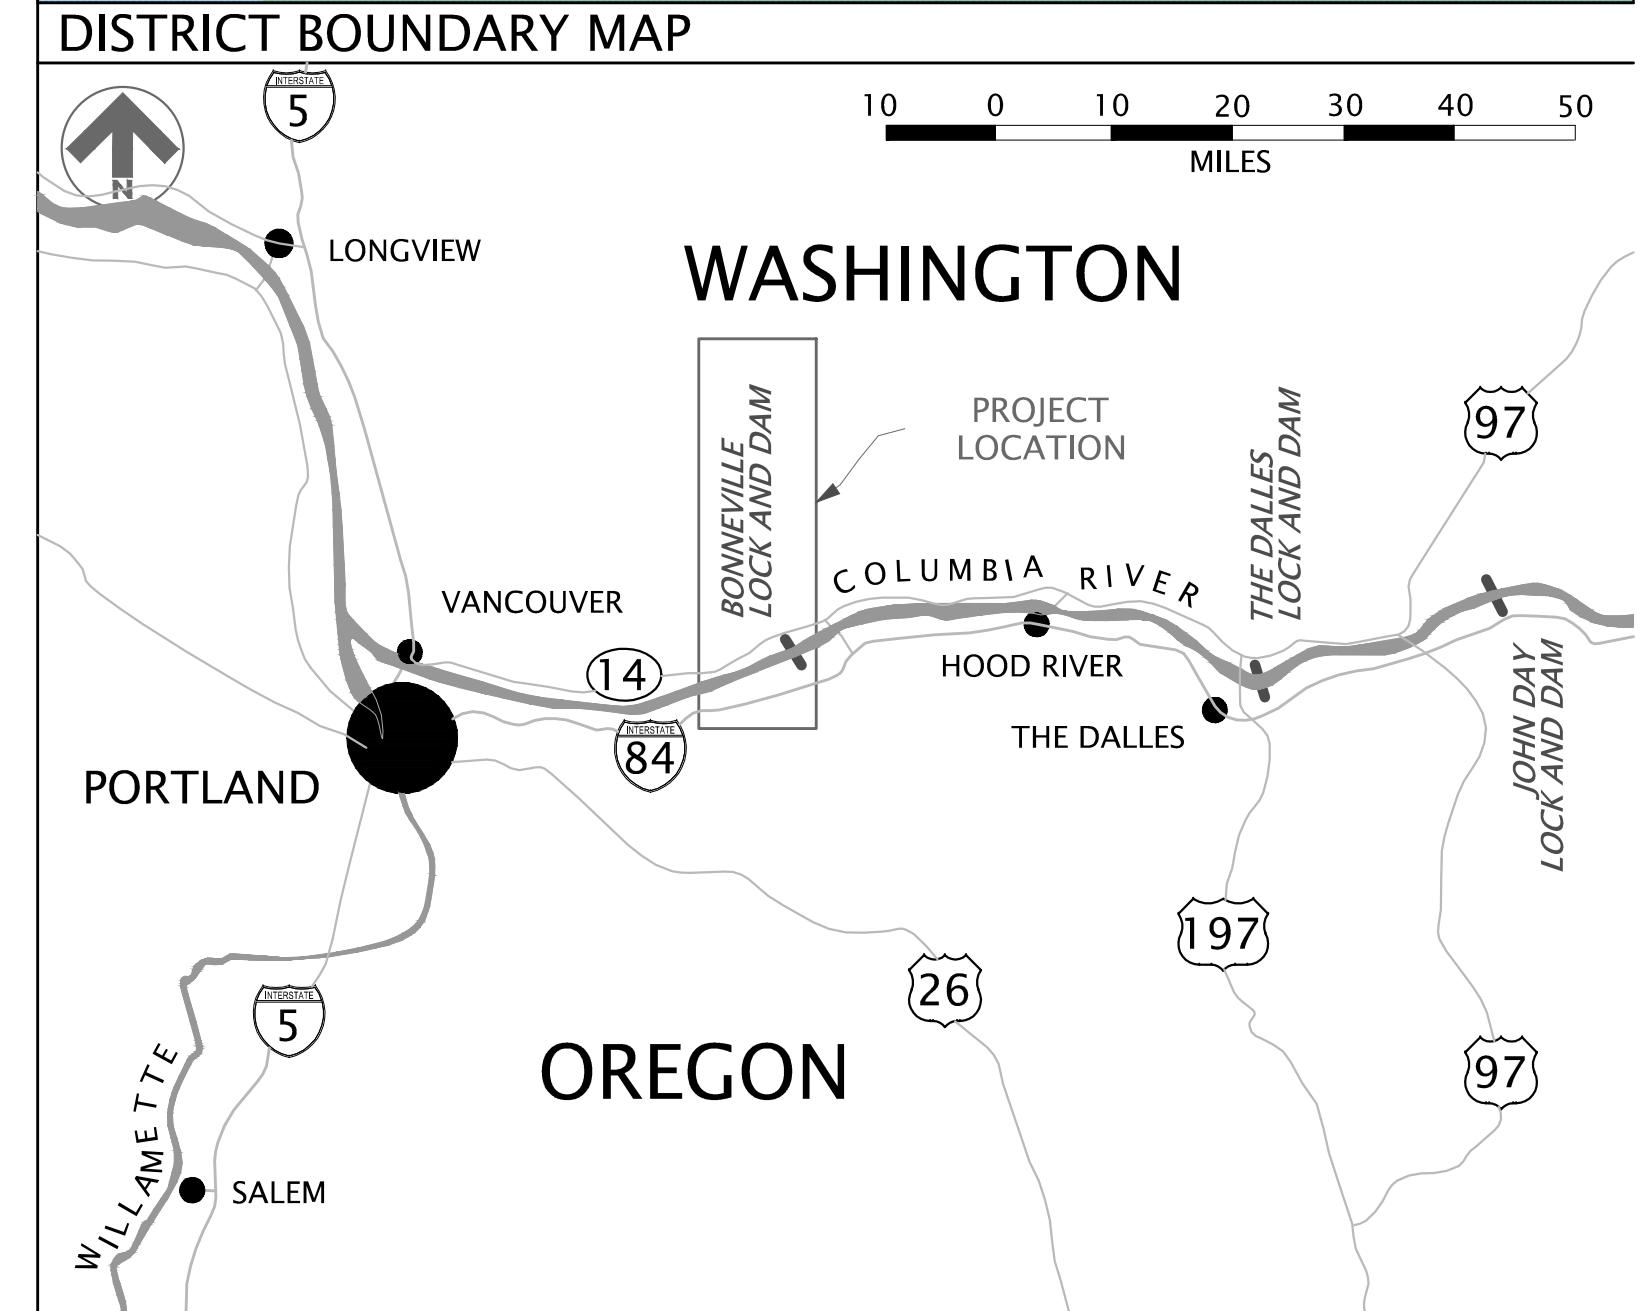 DISTRICT BOUNDARY MAP
INTERSTATE
5
N
10 0 10 20 30 40 50
MILES
LONGVIEW
WASHINGTON
PROJECT
LOCATION
BONNEVILLE
LOCK AND DAM
THE DALLES
LOCK AND DAM
97
COLUMBIA RIVER
VANCOUVER
14
HOOD RIVER
THE DALLES
INTERSTATE
84
JOHN DAY
LOCK AND DAM
PORTLAND
197
26
INTERSTATE
5
OREGON
97
WILLAMETTE
SALEM